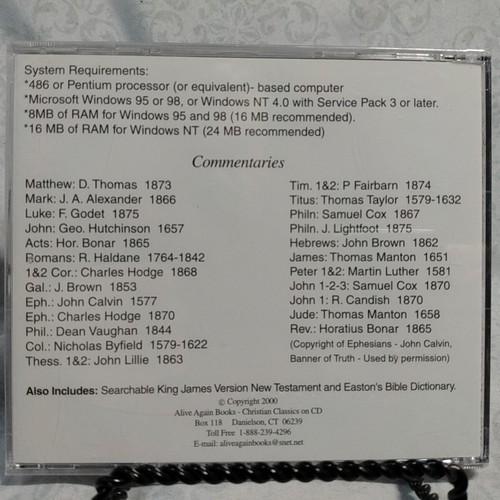 System Requirements:
*486 or Pentium processor (or equivalent)- based computer
*Microsoft Windows 95 or 98, or Windows NT 4.0 with Service Pack 3 or later.
*8MB of RAM for Windows 95 and 98 (16 MB recommended).
*16 MB of RAM for Windows NT (24 MB recommended)
Commentaries
Matthew: D. Thomas 1873
Mark: J. A. Alexander 1866
Luke: F. Godet 1875
John: Geo. Hutchinson 1657
Acts: Hor. Bonar 1865
Romans: R. Haldane 1764-1842
1&2 Cor.: Charles Hodge 1868
Gal.: J. Brown 1853
Eph.: John Calvin 1577
Eph.: Charles Hodge 1870
Phil.: Dean Vaughan 1844
Col.: Nicholas Byfield 1579-1622
Thess. 1&2: John Lillie 1863
Tim. 1&2: P Fairbarn 1874
Titus: Thomas Taylor 1579-1632
Philn: Samuel Cox 1867
Philn. J. Lightfoot 1875
Hebrews: John Brown 1862
James: Thomas Manton 1651
Peter 1&2: Martin Luther 1581
John 1-2-3: Samuel Cox 1870
John 1: R. Candish 1870
Jude: Thomas Manton 1658
Rev.: Horatius Bonar 1865
(Copyright of Ephesians - John Calvin,
Banner of Truth - Used by permission)
Also Includes: Searchable King James Version New Testament and Easton's Bible Dictionary.
© Copyright 2000
Alive Again Books - Christian Classics on CD
Box 118 Danielson, CT 06239
Toll Free 1-888-239-4296
E-mail: aliveagainbooks@snet.net